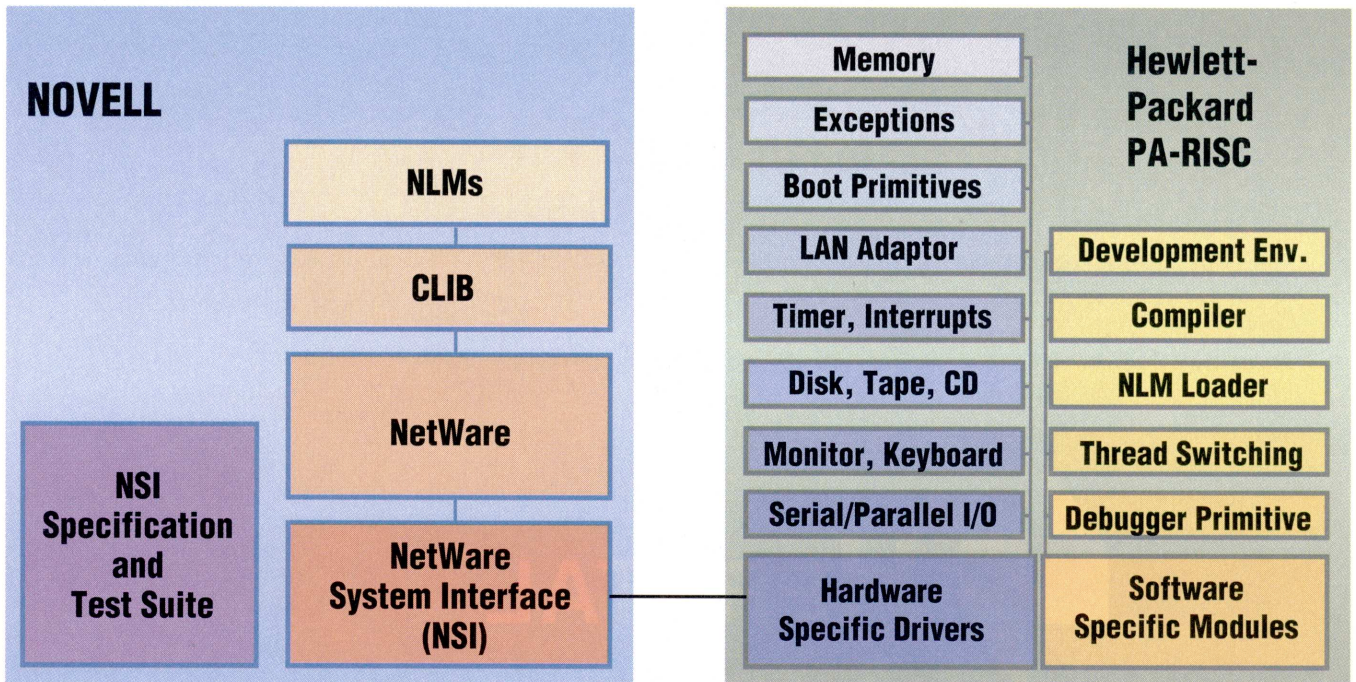 NOVELL
NLMs
CLIB
NetWare
NetWare
System Interface
(NSI)
NSI
Specification
and
Test Suite
Hewlett-
Packard
PA-RISC
Memory
Exceptions
Boot Primitives
LAN Adaptor
Timer, Interrupts
Disk, Tape, CD
Monitor, Keyboard
Serial/Parallel I/O
Hardware
Specific Drivers
Development Env.
Compiler
NLM Loader
Thread Switching
Debugger Primitive
Software
Specific Modules